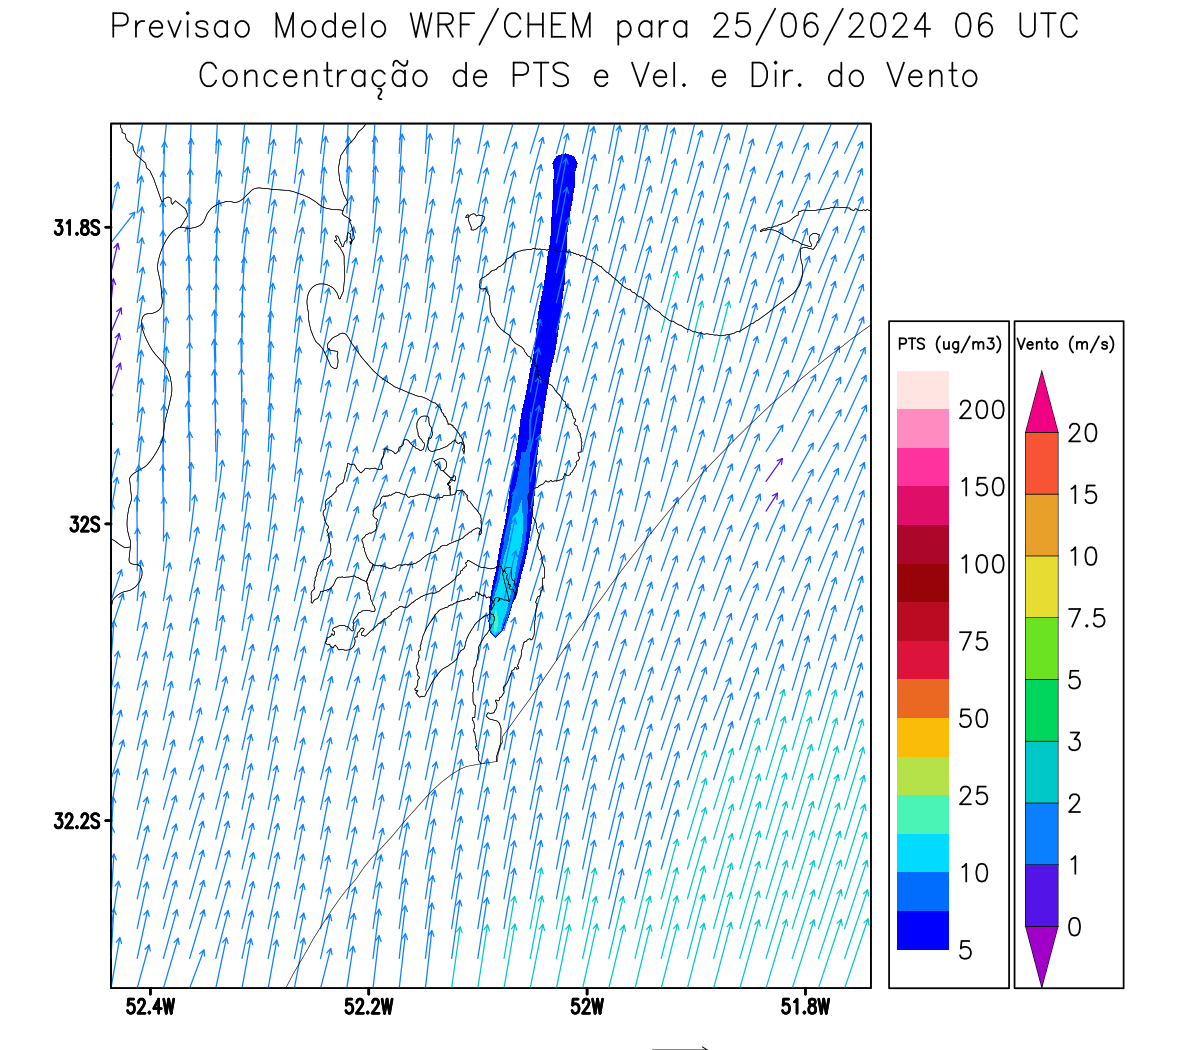 Previsao Modelo WRF/CHEM para 25/06/2024 06 UTC
Concentração de PTS e Vel. e Dir. do Vento
31.8S
32S
32.2S
52.4W
52.2W
52W
51.8W
PTS (ug/m3)
200
150
100
75
50
25
10
5
Vento (m/s)
20
15
10
7.5
5
3
2
1
0